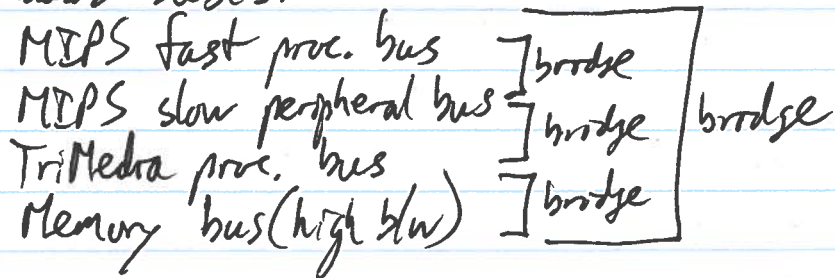 MIPS fast proc. bus
bridge
MIPS slow peripheral bus
bridge
bridge
TriMedia proc. bus
bridge
Memory bus (high b/w)